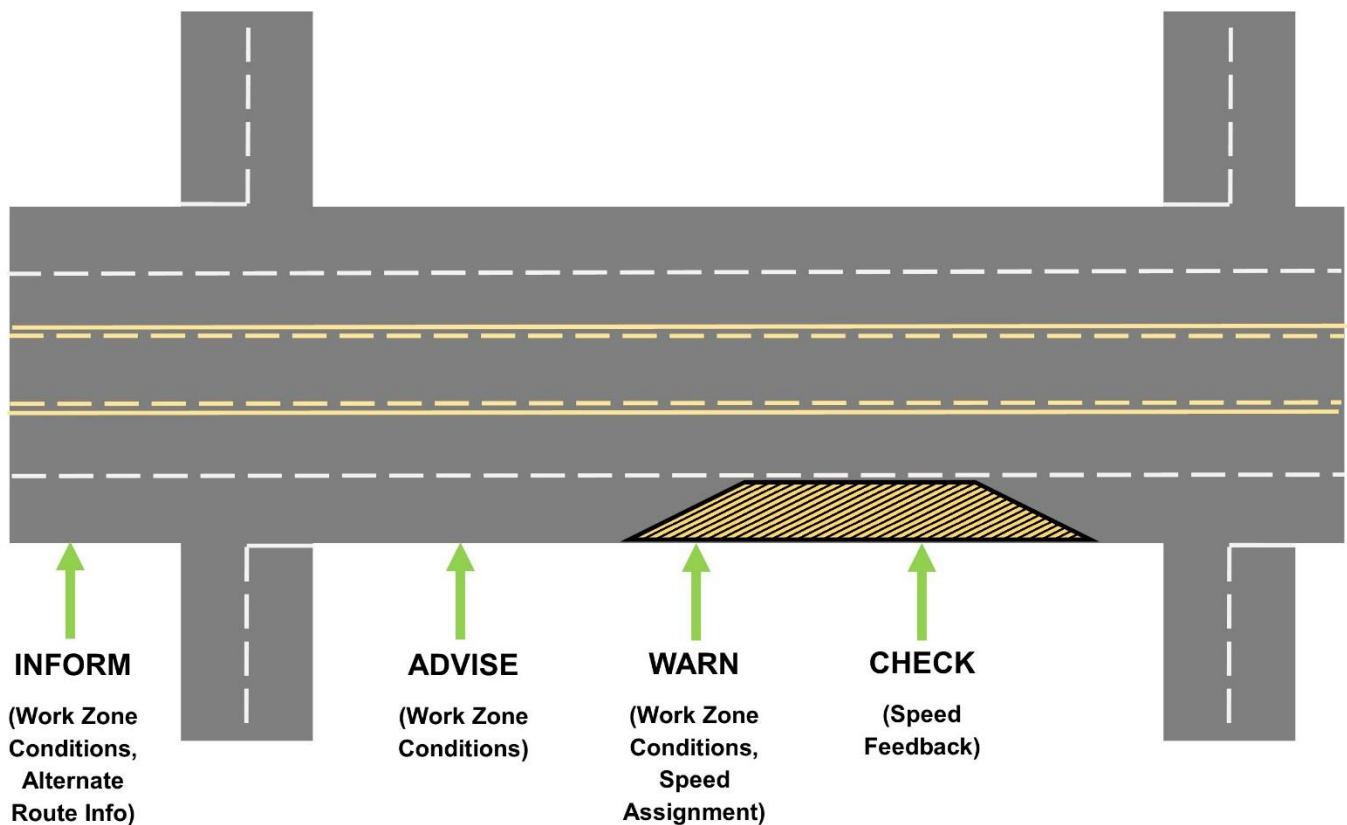 INFORM
(Work Zone
Conditions,
Alternate
Route Info)
ADVISE
(Work Zone
Conditions)
WARN
(Work Zone
Conditions,
Speed
Assignment)
CHECK
(Speed
Feedback)